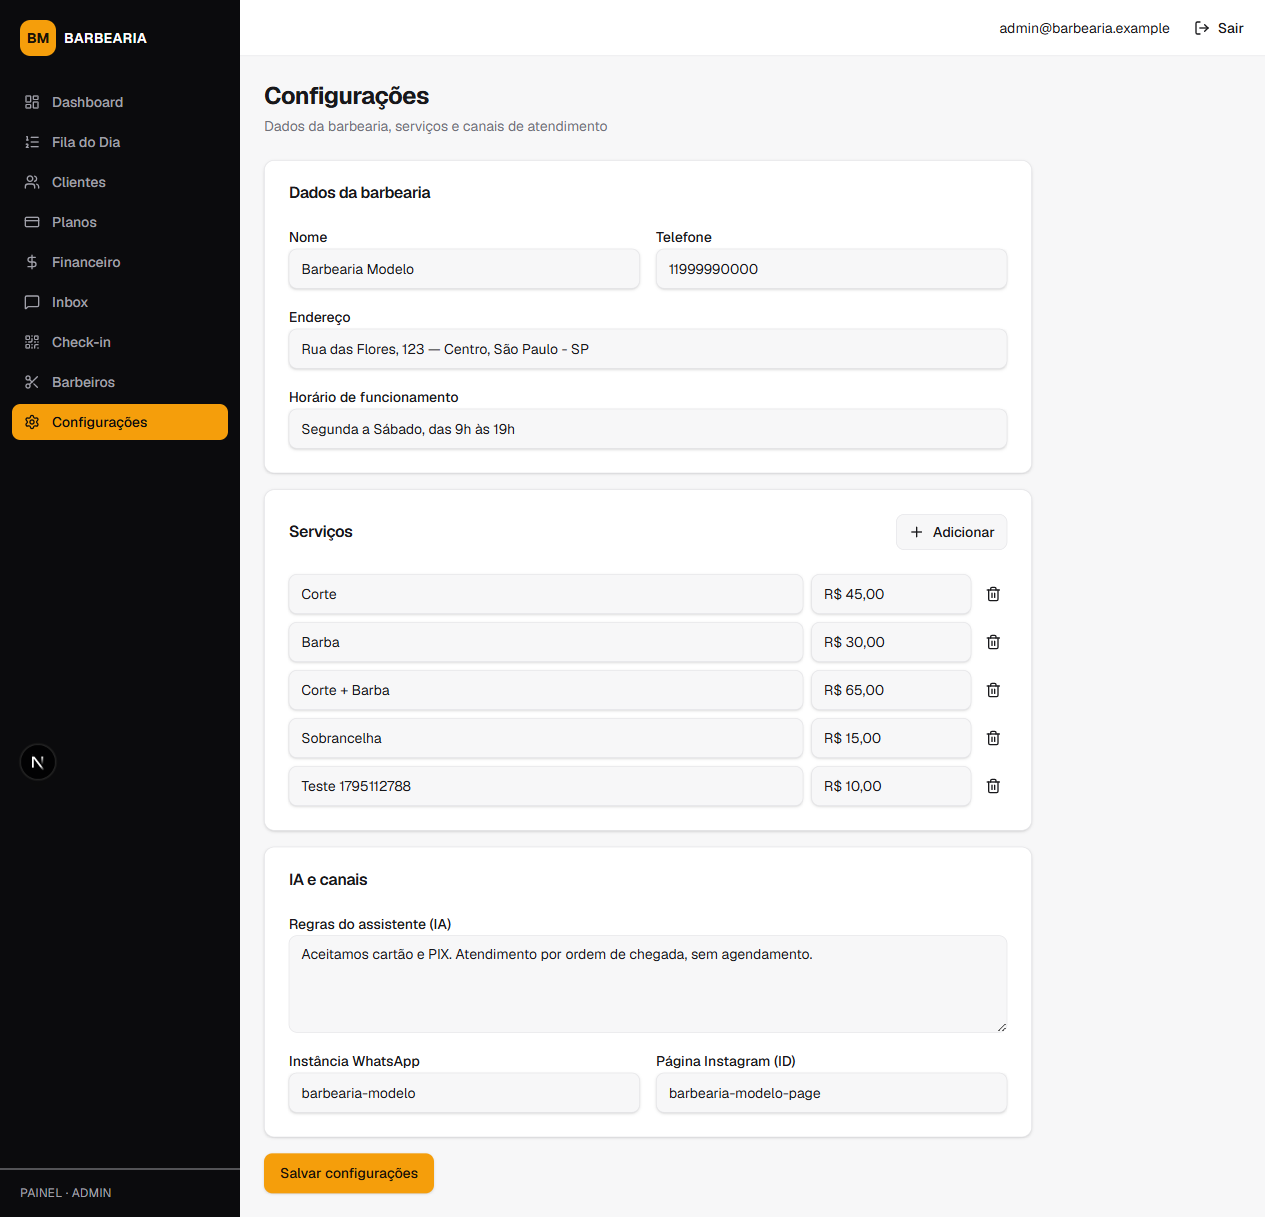 BM BARBEARIA
Dashboard
Fila do Dia
Clientes
Planos
Financeiro
Inbox
Check-in
Barbeiros
Configurações
N
PAINEL · ADMIN
admin@barbearia.example Sair
Configurações
Dados da barbearia, serviços e canais de atendimento
Dados da barbearia
Nome Telefone
Barbearia Modelo 11999990000
Endereço
Rua das Flores, 123 — Centro, São Paulo - SP
Horário de funcionamento
Segunda a Sábado, das 9h às 19h
Serviços Adicionar
Corte R$ 45,00
Barba R$ 30,00
Corte + Barba R$ 65,00
Sobrancelha R$ 15,00
Teste 1795112788 R$ 10,00
IA e canais
Regras do assistente (IA)
Aceitamos cartão e PIX. Atendimento por ordem de chegada, sem agendamento.
Instância WhatsApp Página Instagram (ID)
barbearia-modelo barbearia-modelo-page
Salvar configurações